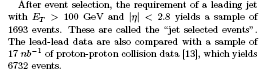 After event selection, the requirement of a leading jet
with E_T > 100 GeV and |η| < 2.8 yields a sample of
1693 events. These are called the "jet selected events".
The lead-lead data are also compared with a sample of
17 nb⁻¹ of proton-proton collision data [13], which yields
6732 events.